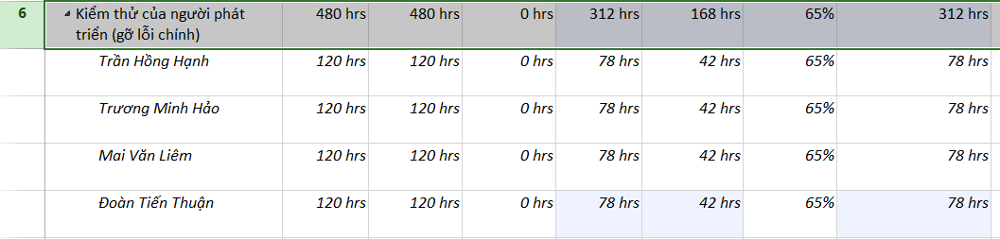 6 Kiểm thử của người phát 480 hrs 480 hrs 0 hrs 312 hrs 168 hrs 65% 312 hrs
triển (gỡ lỗi chính)
Trần Hồng Hạnh 120 hrs 120 hrs 0 hrs 78 hrs 42 hrs 65% 78 hrs
Trương Minh Hảo 120 hrs 120 hrs 0 hrs 78 hrs 42 hrs 65% 78 hrs
Mai Văn Liêm 120 hrs 120 hrs 0 hrs 78 hrs 42 hrs 65% 78 hrs
Đoàn Tiến Thuận 120 hrs 120 hrs 0 hrs 78 hrs 42 hrs 65% 78 hrs